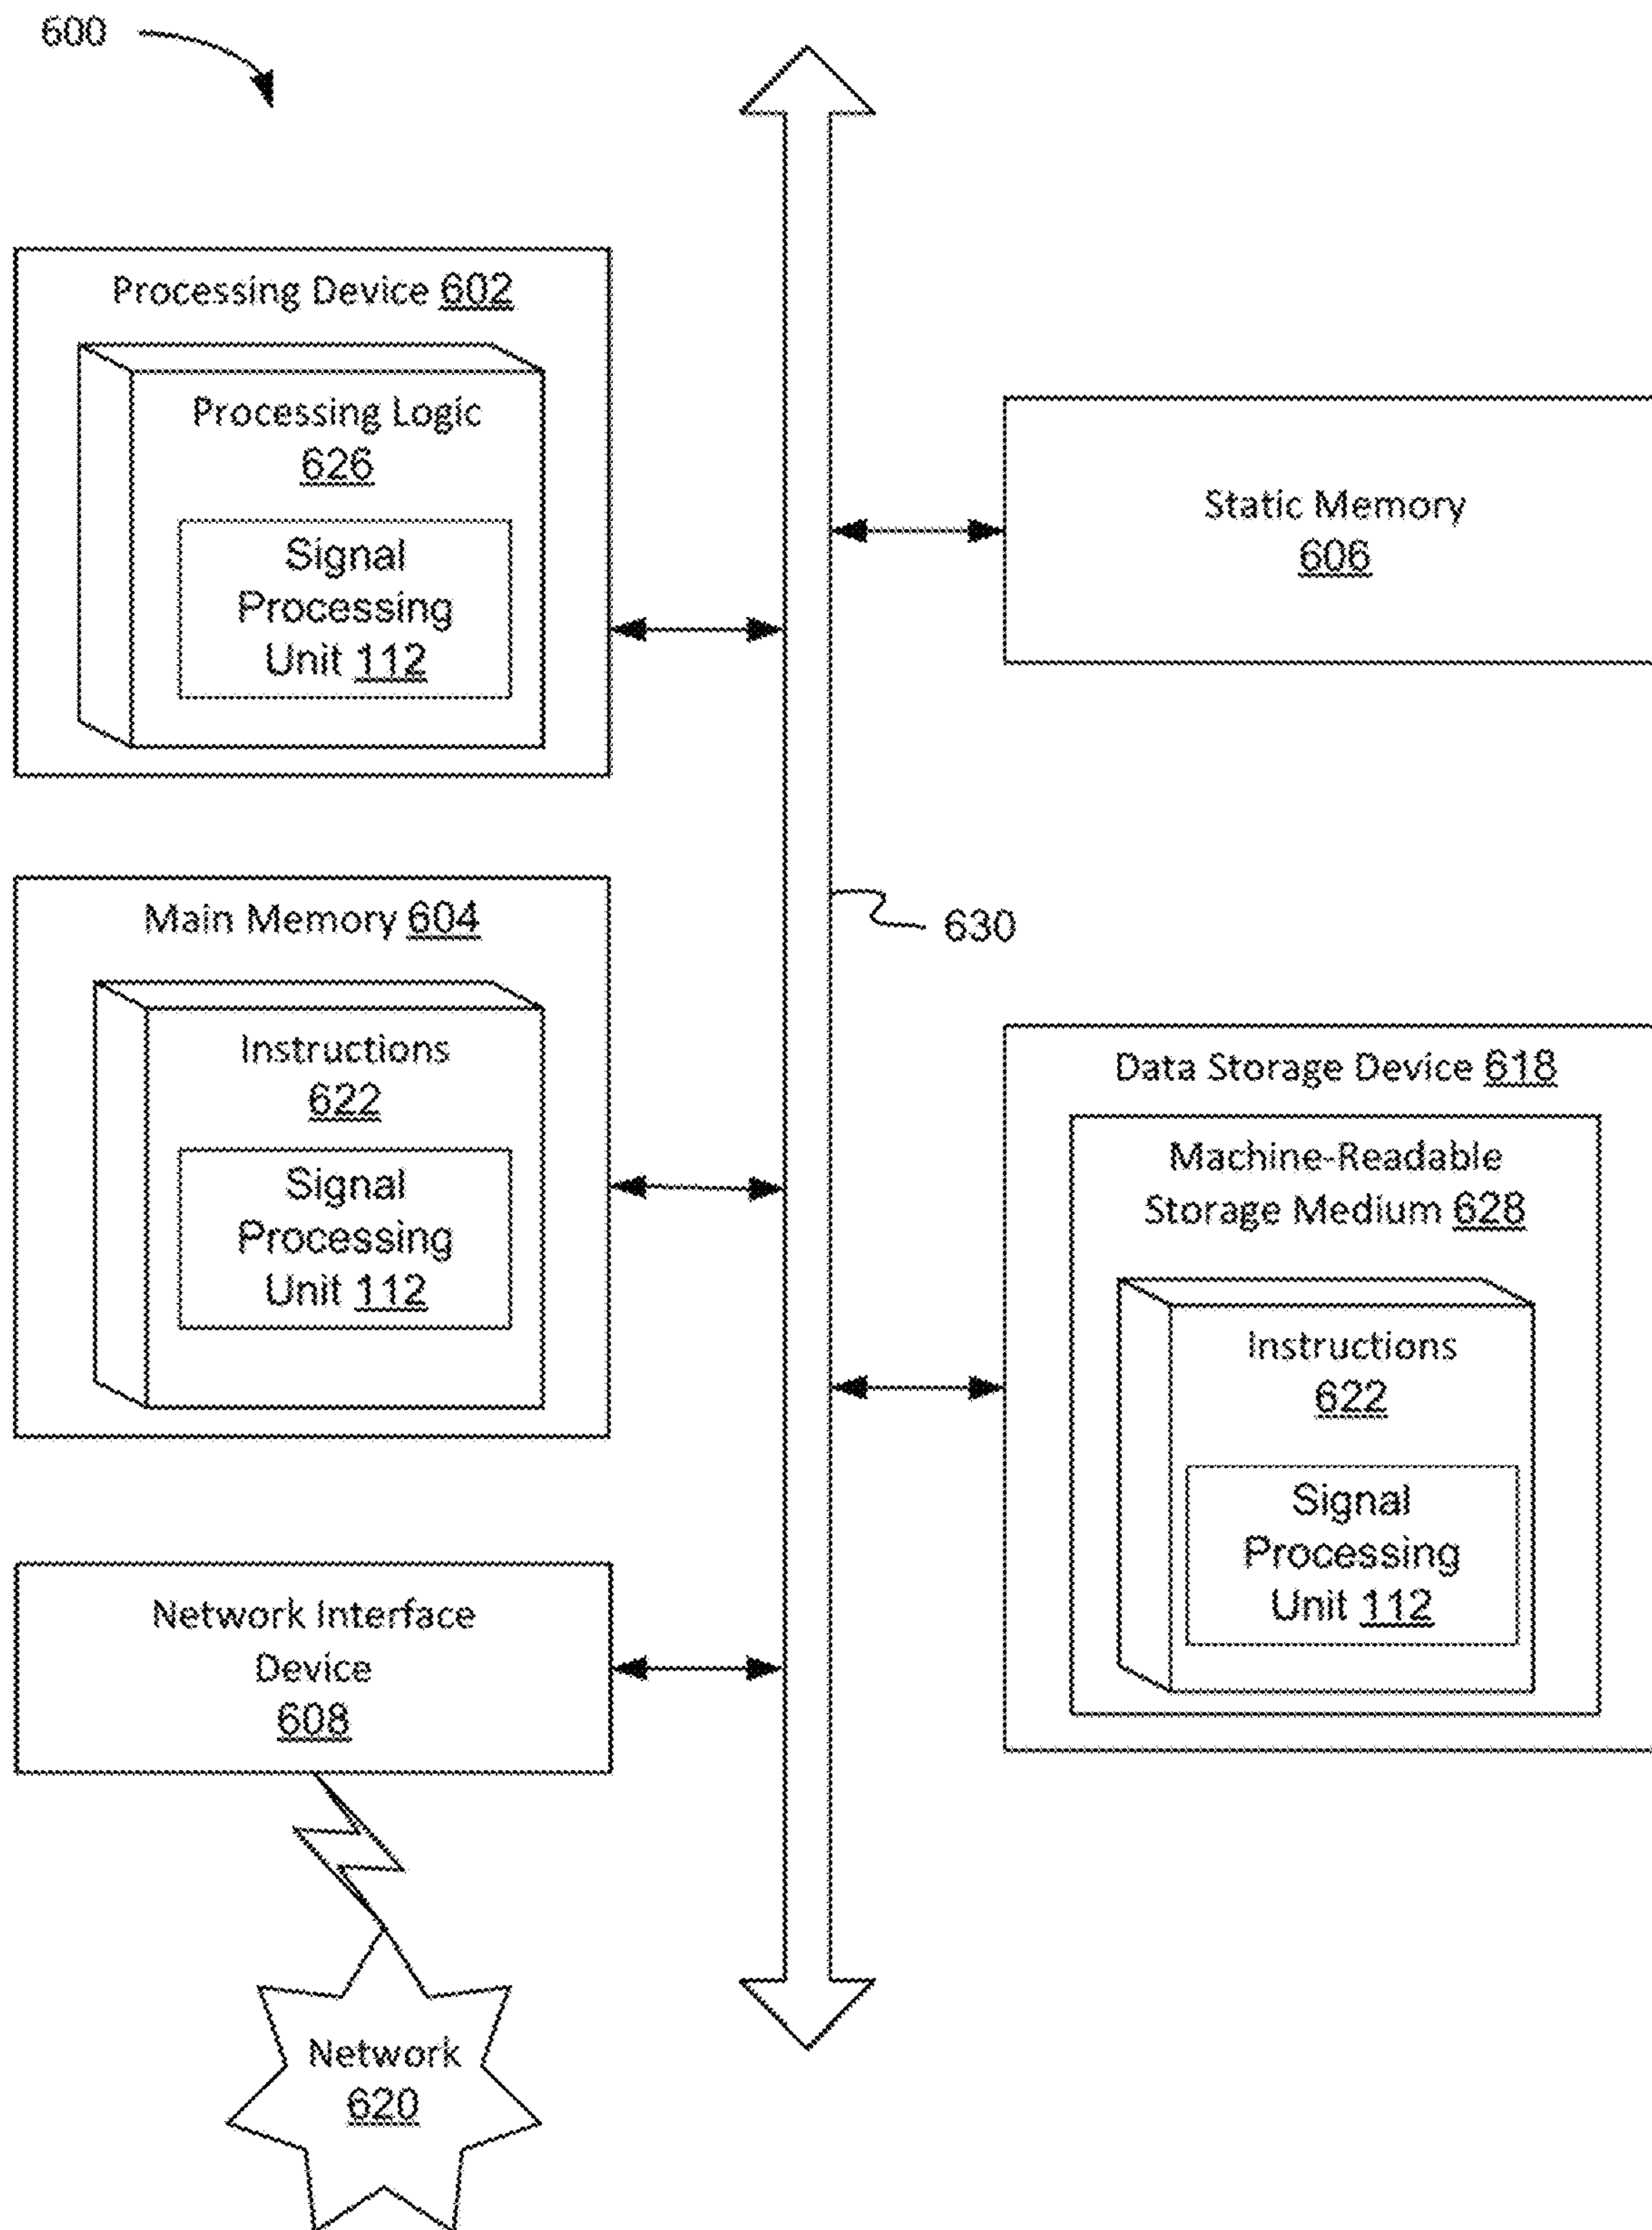 600
Processing Device 602
Processing Logic
626
Signal
Processing
Unit 112
Static Memory
606
Main Memory 604
Instructions
622
Signal
Processing
Unit 112
630
Data Storage Device 618
Machine-Readable
Storage Medium 628
Instructions
622
Signal
Processing
Unit 112
Network Interface
Device
608
Network
620